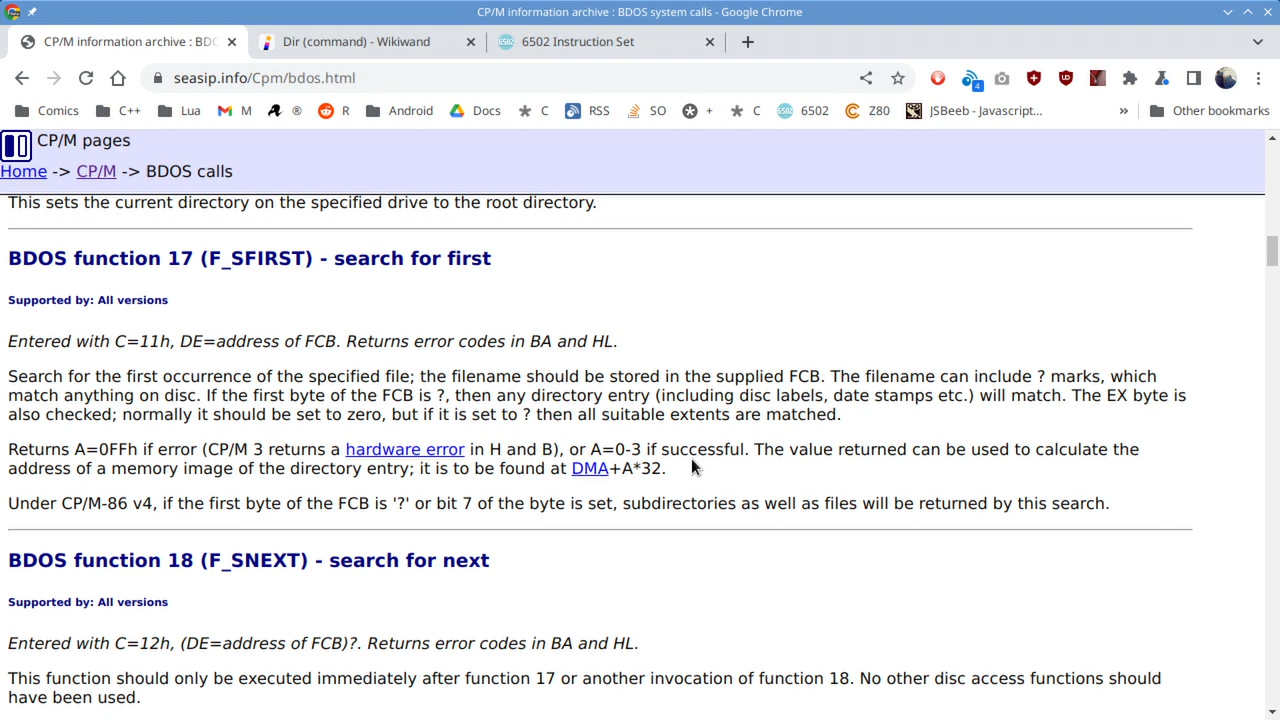 CP/M information archive : BDOS system calls - Google Chrome
CP/M information archive : BDO
Dir (command) - Wikiwand
6502 Instruction Set
seasip.info/Cpm/bdos.html
4
Comics C++ Lua M ® R Android Docs C RSS SO + C 6502 Z80 JSBeeb - Javascript... » Other bookmarks
CP/M pages
Home -> CP/M -> BDOS calls
This sets the current directory on the specified drive to the root directory.
BDOS function 17 (F_SFIRST) - search for first
Supported by: All versions
Entered with C=11h, DE=address of FCB. Returns error codes in BA and HL.
Search for the first occurrence of the specified file; the filename should be stored in the supplied FCB. The filename can include ? marks, which
match anything on disc. If the first byte of the FCB is ?, then any directory entry (including disc labels, date stamps etc.) will match. The EX byte is
also checked; normally it should be set to zero, but if it is set to ? then all suitable extents are matched.
Returns A=0FFh if error (CP/M 3 returns a hardware error in H and B), or A=0-3 if successful. The value returned can be used to calculate the
address of a memory image of the directory entry; it is to be found at DMA+A*32.
Under CP/M-86 v4, if the first byte of the FCB is '?' or bit 7 of the byte is set, subdirectories as well as files will be returned by this search.
BDOS function 18 (F_SNEXT) - search for next
Supported by: All versions
Entered with C=12h, (DE=address of FCB)?. Returns error codes in BA and HL.
This function should only be executed immediately after function 17 or another invocation of function 18. No other disc access functions should
have been used.